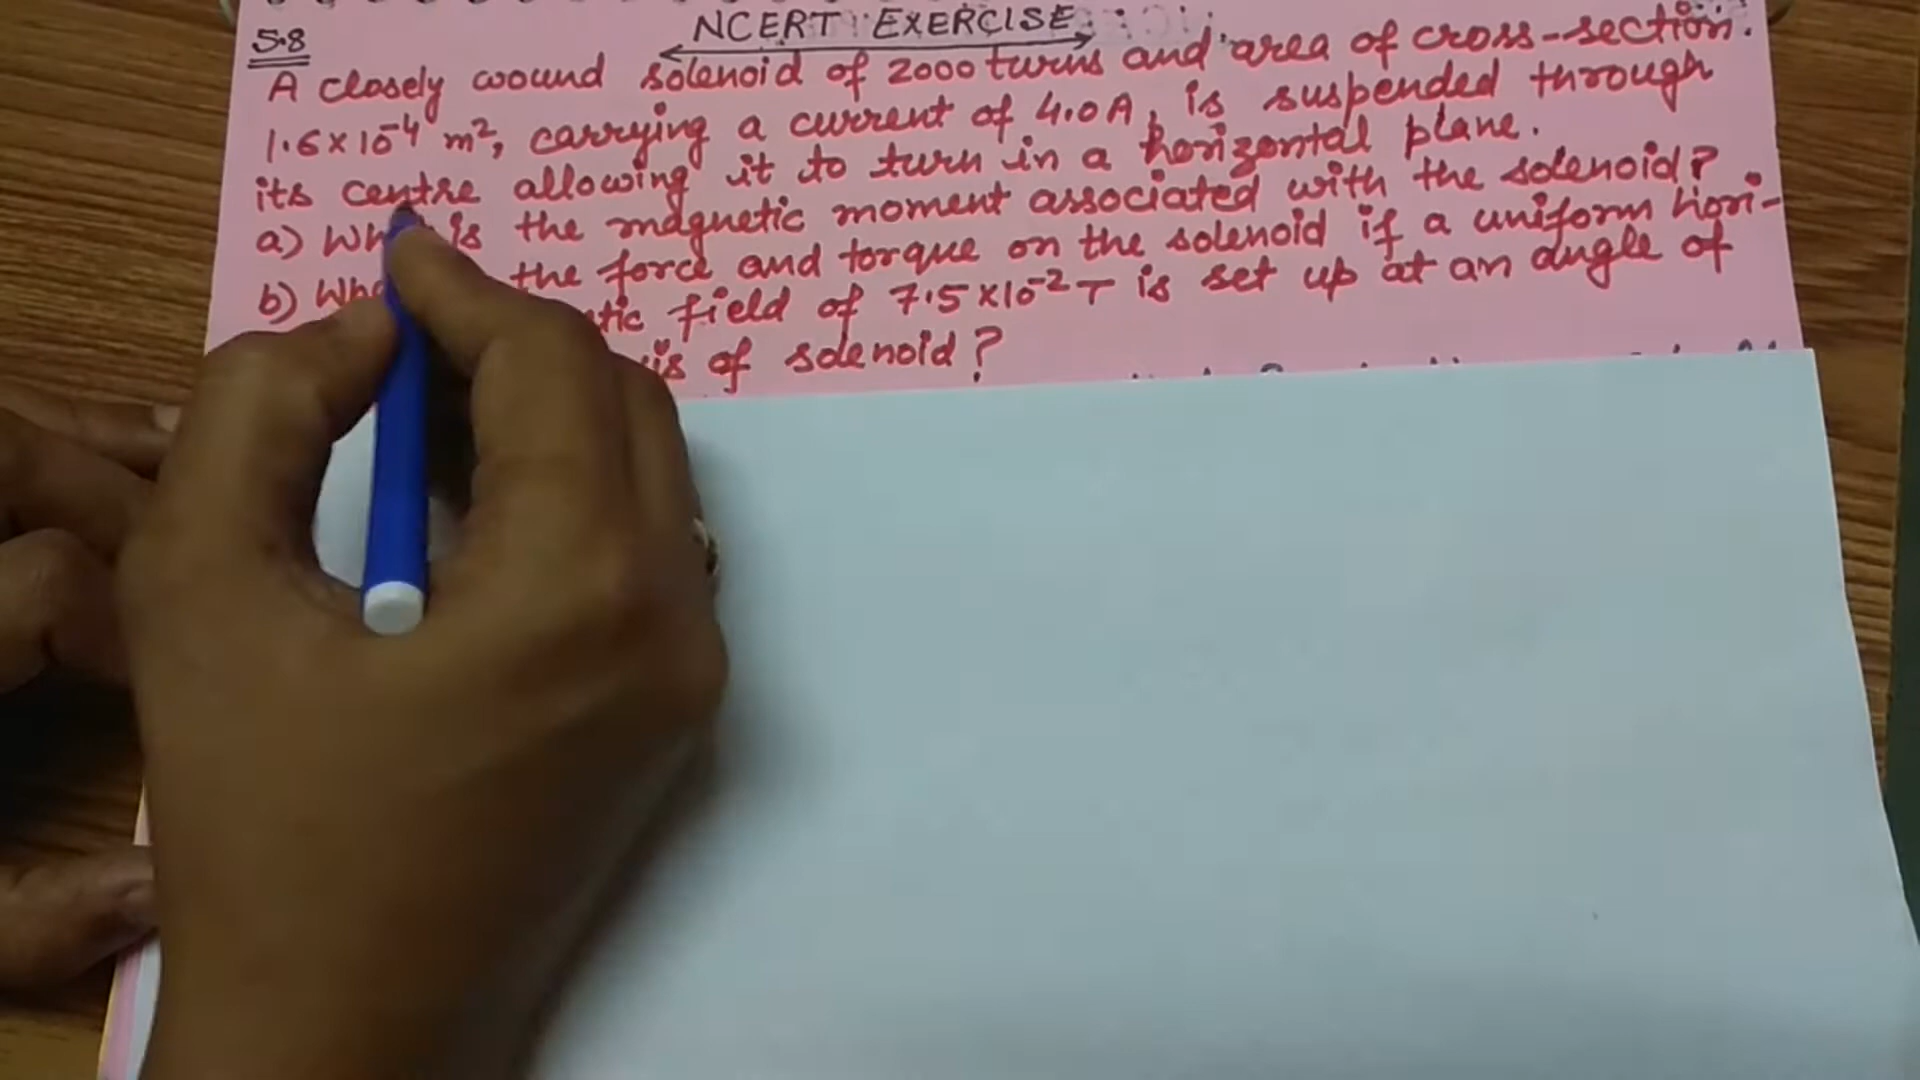 NCERT EXERCISE
5.8
A closely wound solenoid of 2000 turns and area of cross-section.
1.6×10⁻⁴ m², carrying a current of 4.0A, is suspended through
its centre allowing it to turn in a horizontal plane.
a) is the magnetic moment associated with the solenoid?
b) the force and torque on the solenoid if a uniform hori-
field of 7.5×10⁻² T is set up at an angle of
of solenoid?